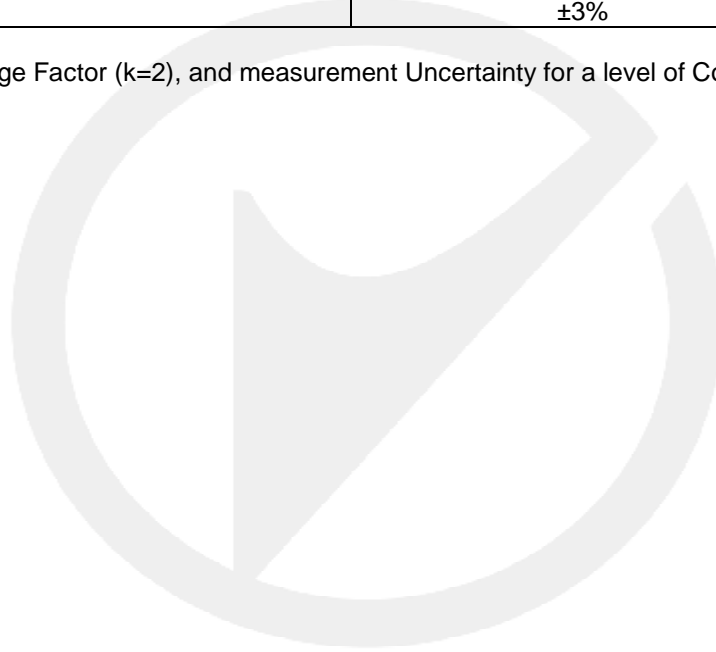 ±3%
ge Factor (k=2), and measurement Uncertainty for a level of Co